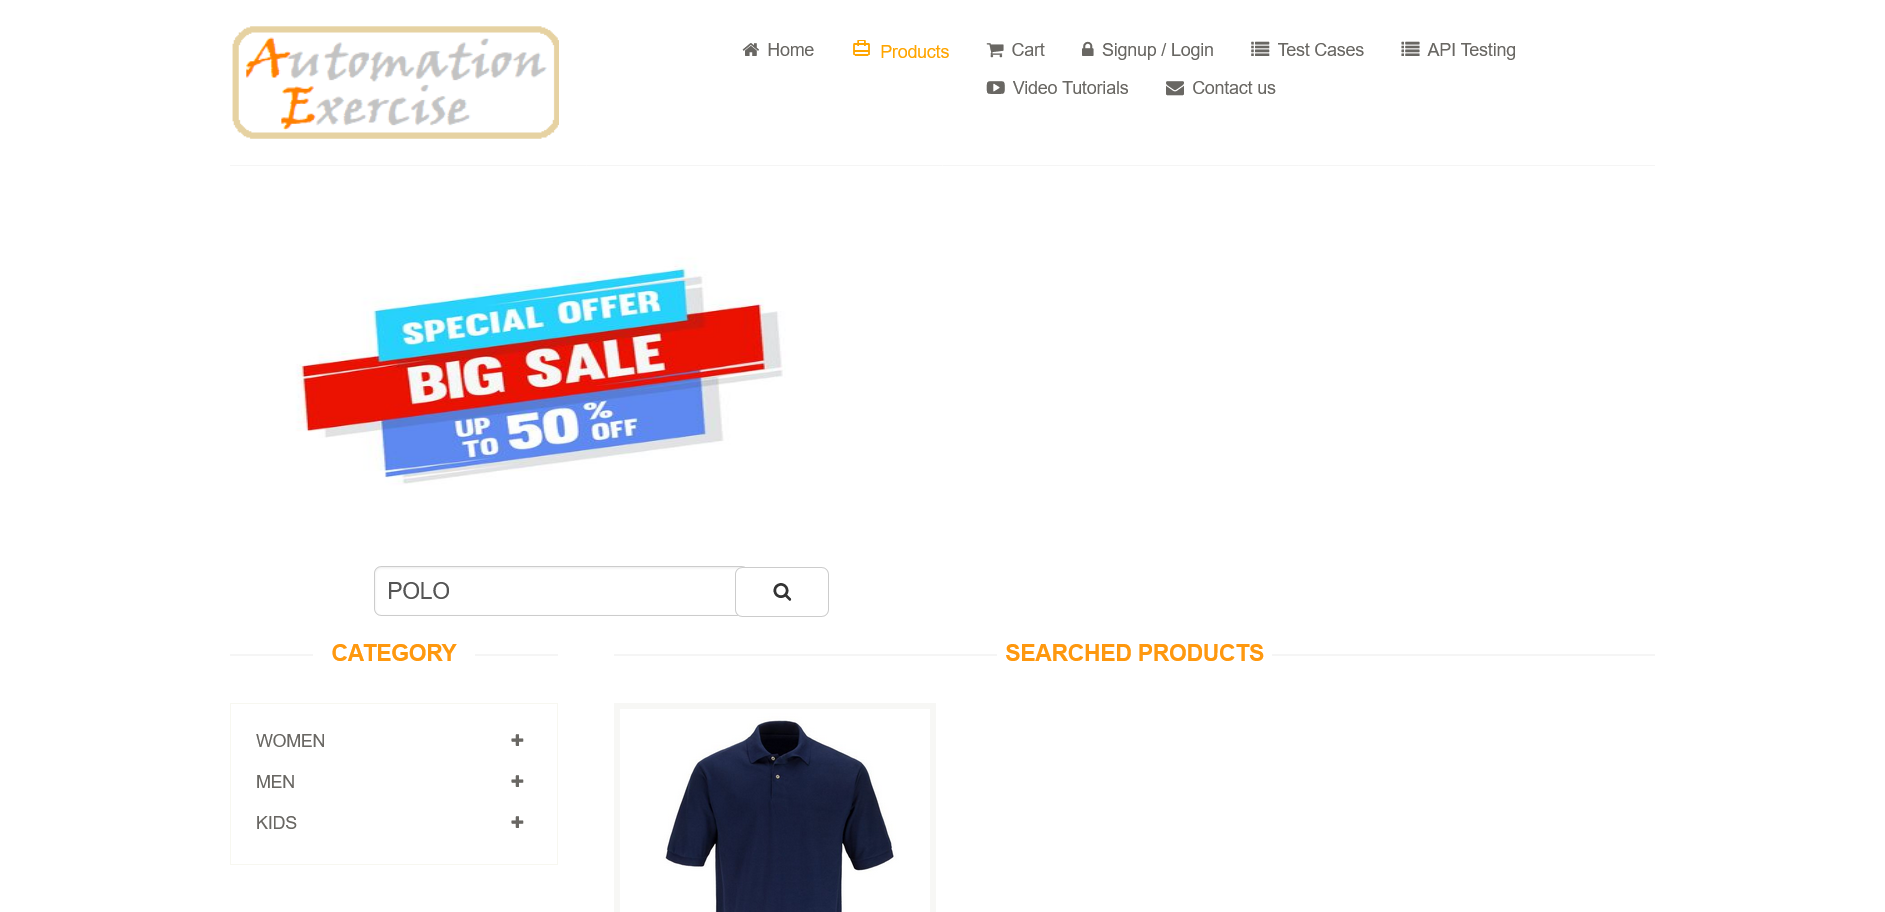 Automation
Exercise
Home
Products
Cart
Signup / Login
Test Cases
API Testing
Video Tutorials
Contact us
SPECIAL OFFER
BIG SALE
UP TO 50% OFF
POLO
CATEGORY
SEARCHED PRODUCTS
WOMEN
MEN
KIDS